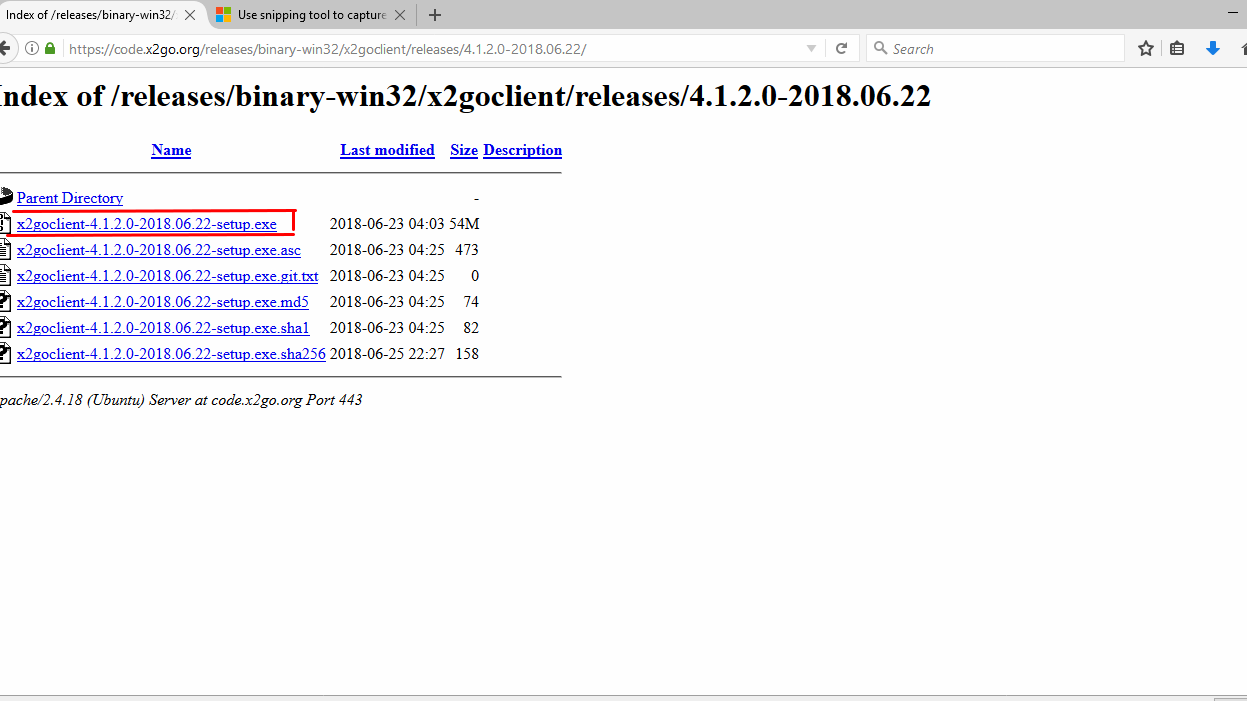 Index of /releases/binary-win32/
Use snipping tool to capture
https://code.x2go.org/releases/binary-win32/x2goclient/releases/4.1.2.0-2018.06.22/
Search
Index of /releases/binary-win32/x2goclient/releases/4.1.2.0-2018.06.22
Name Last modified Size Description
Parent Directory -
x2goclient-4.1.2.0-2018.06.22-setup.exe 2018-06-23 04:03 54M
x2goclient-4.1.2.0-2018.06.22-setup.exe.asc 2018-06-23 04:25 473
x2goclient-4.1.2.0-2018.06.22-setup.exe.git.txt 2018-06-23 04:25 0
x2goclient-4.1.2.0-2018.06.22-setup.exe.md5 2018-06-23 04:25 74
x2goclient-4.1.2.0-2018.06.22-setup.exe.sha1 2018-06-23 04:25 82
x2goclient-4.1.2.0-2018.06.22-setup.exe.sha256 2018-06-25 22:27 158
pache/2.4.18 (Ubuntu) Server at code.x2go.org Port 443